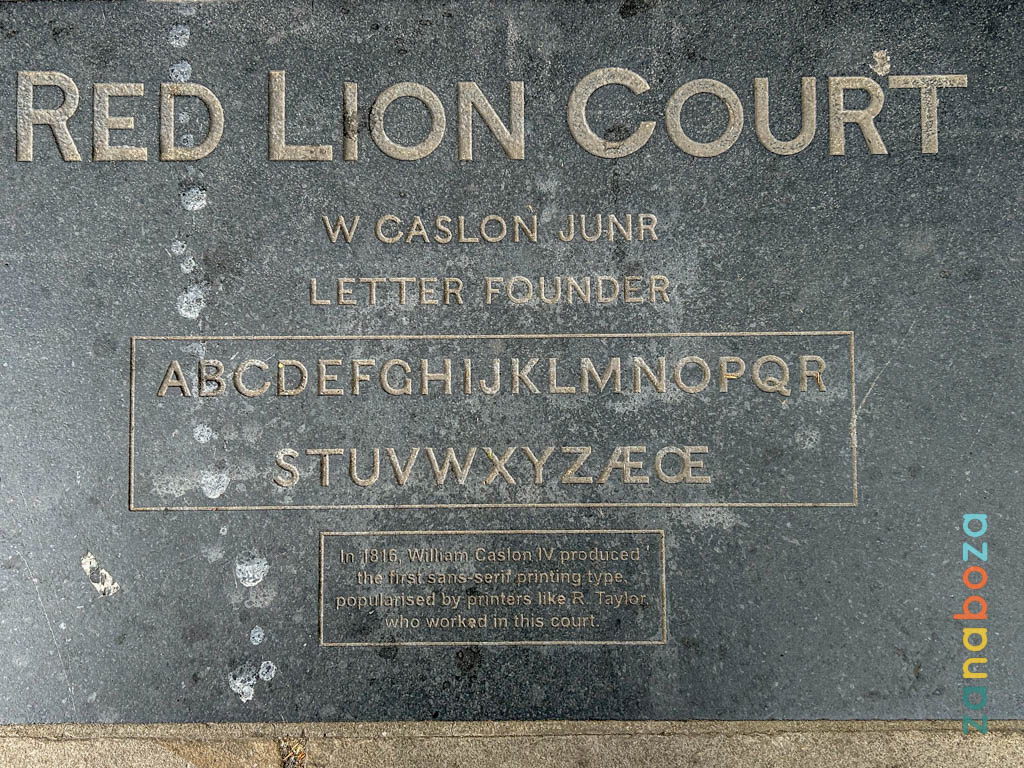 RED LION COURT
W CASLON JUNR
LETTER FOUNDER
ABCDEFGHIJKLMNOPQR
STUVWXYZÆŒ
In 1816, William Caslon IV produced
the first sans-serif printing type,
popularised by printers like R. Taylor,
who worked in this court.
zanaboza